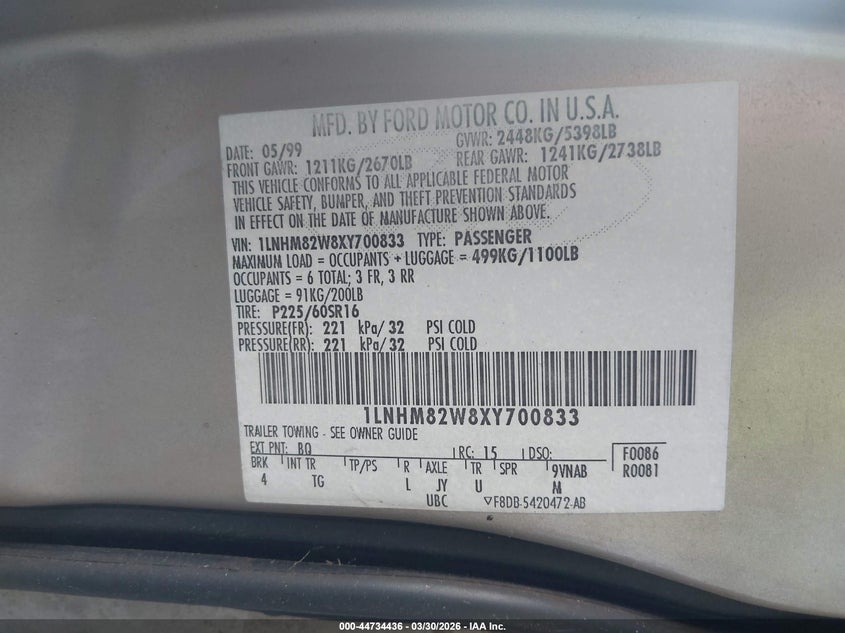 MFD. BY FORD MOTOR CO. IN U.S.A.
DATE: 05/99 GVWR: 2448KG/5398LB
FRONT GAWR: 1211KG/2670LB REAR GAWR: 1241KG/2738LB
THIS VEHICLE CONFORMS TO ALL APPLICABLE FEDERAL MOTOR
VEHICLE SAFETY, BUMPER, AND THEFT PREVENTION STANDARDS
IN EFFECT ON THE DATE OF MANUFACTURE SHOWN ABOVE.
VIN: 1LNHM82W8XY700833 TYPE: PASSENGER
MAXIMUM LOAD = OCCUPANTS + LUGGAGE = 499KG/1100LB
OCCUPANTS = 6 TOTAL; 3 FR, 3 RR
LUGGAGE = 91KG/200LB
TIRE: P225/60SR16
PRESSURE(FR): 221 kPa/ 32 PSI COLD
PRESSURE(RR): 221 kPa/ 32 PSI COLD
1LNHM82W8XY700833
TRAILER TOWING - SEE OWNER GUIDE
EXT PNT: BQ RC: 15 DSO: F0086
BRK INT TR TP/PS R AXLE TR SPR 9VNAB R0081
4 TG L JY U M
UBC ▽F8DB-5420472-AB
000-44734436 - 03/30/2026 - IAA Inc.